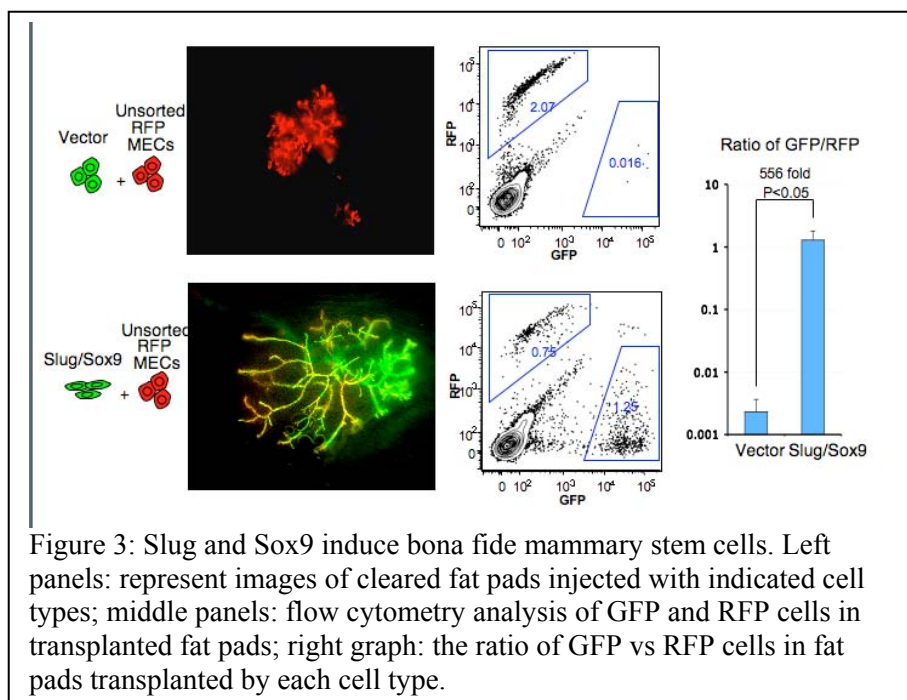 Vector
+
Unsorted
RFP
MECs
RFP
10⁵
10⁴
10³
10²
0
2.07
0.016
0 10² 10³ 10⁴ 10⁵
GFP
Slug/Sox9
+
Unsorted
RFP
MECs
RFP
10⁵
10⁴
10³
10²
0
0.75
1.25
0 10² 10³ 10⁴ 10⁵
GFP
Ratio of GFP/RFP
556 fold
P<0.05
10
1
0.1
0.01
0.001
Vector Slug/Sox9
Figure 3: Slug and Sox9 induce bona fide mammary stem cells. Left
panels: represent images of cleared fat pads injected with indicated cell
types; middle panels: flow cytometry analysis of GFP and RFP cells in
transplanted fat pads; right graph: the ratio of GFP vs RFP cells in fat
pads transplanted by each cell type.